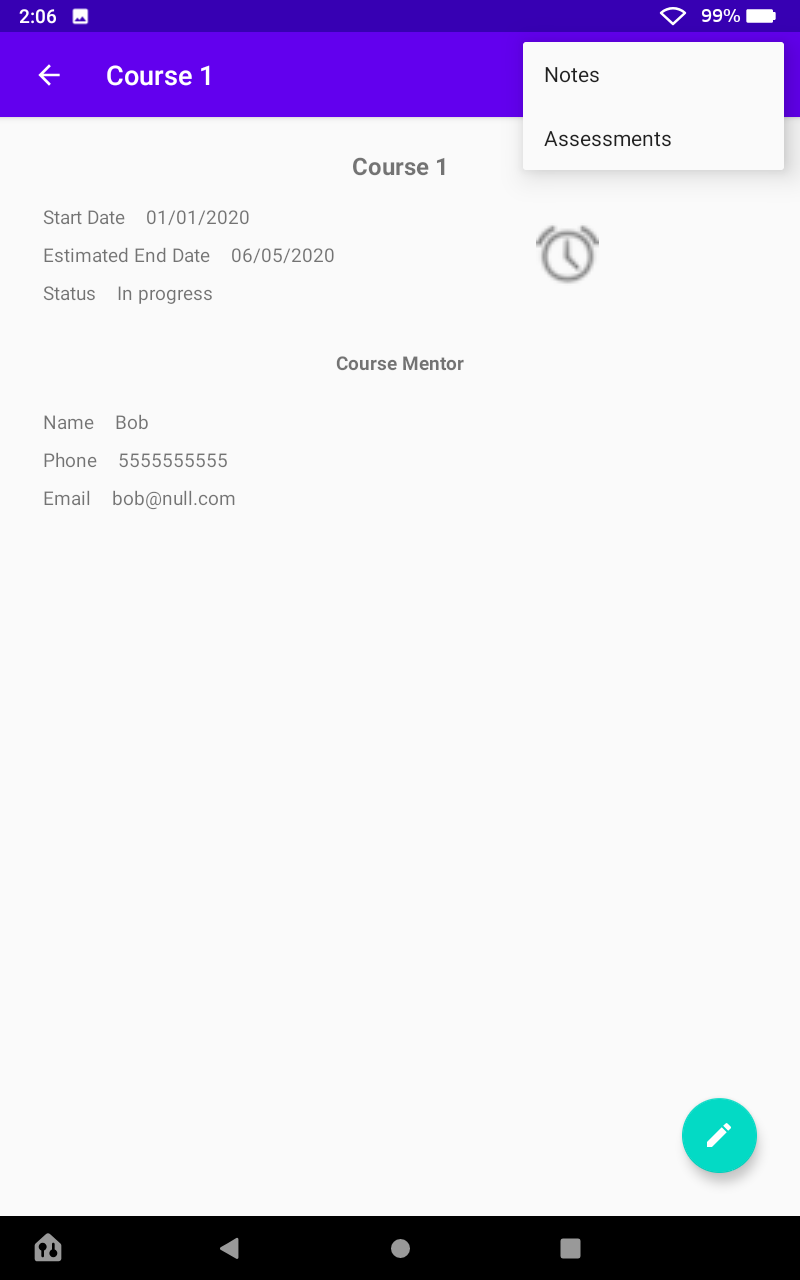 2:06 99%
Course 1
Notes
Assessments
Course 1
Start Date 01/01/2020
Estimated End Date 06/05/2020
Status In progress
Course Mentor
Name Bob
Phone 5555555555
Email bob@null.com